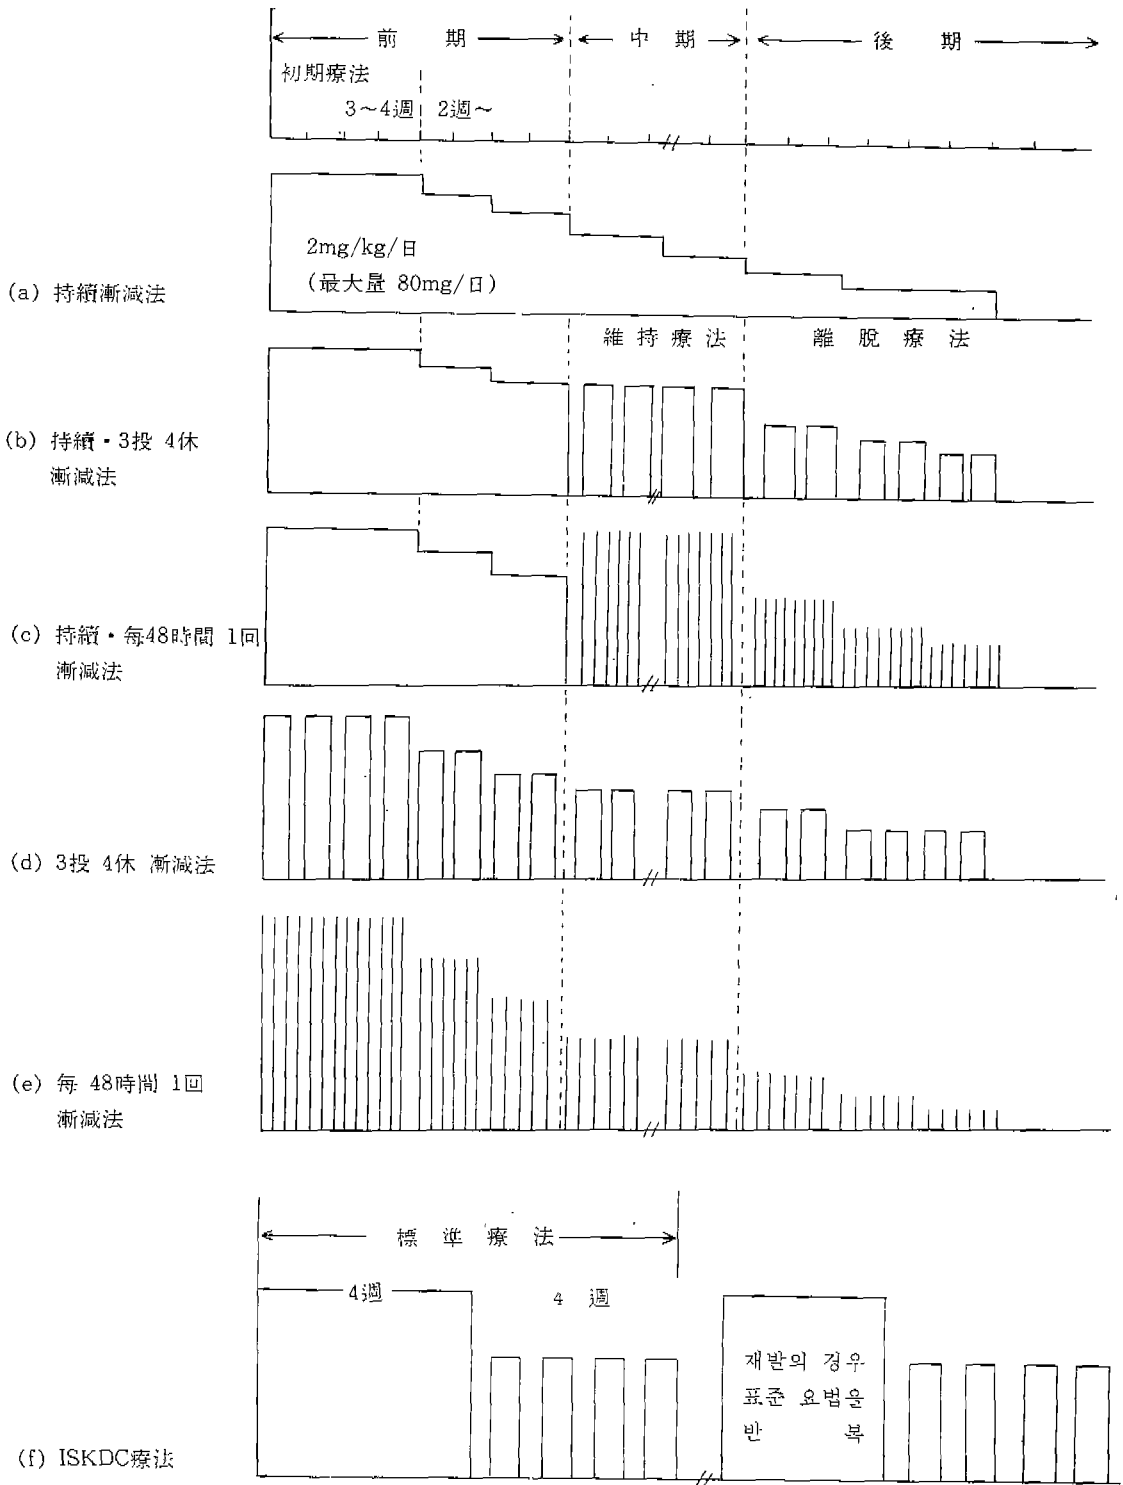 前 期
中 期
後 期
初期療法
3～4週
2週～
2mg/kg/日
(最大量 80mg/日)
(a) 持續漸減法
維持療法
離脫療法
(b) 持續・3投 4休
漸減法
(c) 持續・每48時間 1回
漸減法
(d) 3投 4休 漸減法
(e) 每 48時間 1回
漸減法
標準療法
4週
4 週
재발의 경우
표준 요법을
반 복
(f) ISKDC療法